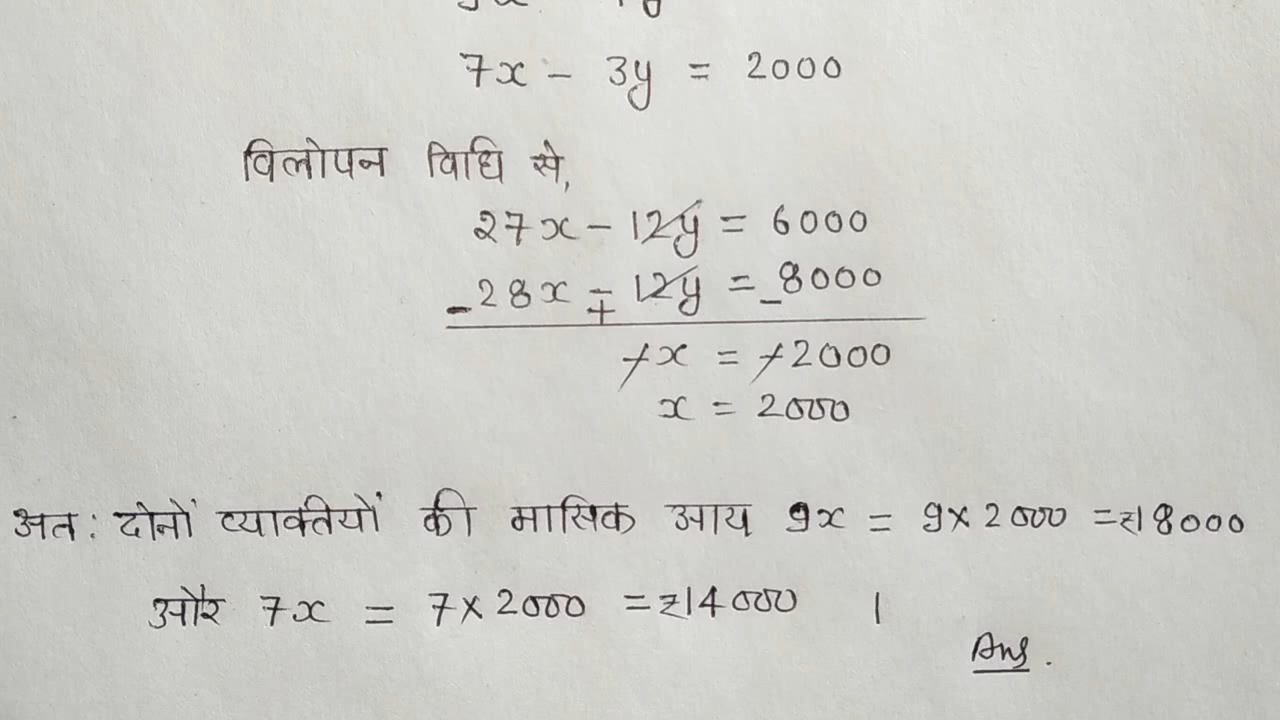 7x - 3y = 2000
विलोपन विधि से,
27x - 12y = 6000
- 28x -+ 12y = - 8000
-x = -2000
x = 2000
अत: दोनों व्यक्तियों की मासिक आय 9x = 9 × 2000 = ₹18000
और 7x = 7 × 2000 = ₹14000 |
Ans.